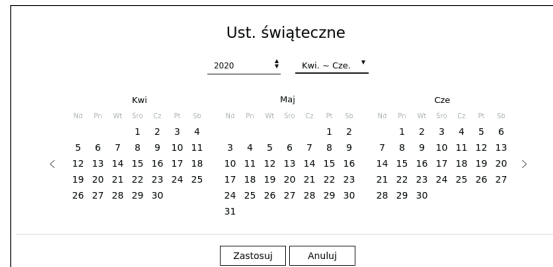 Ust. świąteczne
2020 Kwi. ~ Cze.
Kwi Maj Cze
Nd Pn Wt Śro Cz Pt Sb Nd Pn Wt Śro Cz Pt Sb Nd Pn Wt Śro Cz Pt Sb
1 2 3 4 1 2 1 2 3 4 5 6
5 6 7 8 9 10 11 3 4 5 6 7 8 9 7 8 9 10 11 12 13
12 13 14 15 16 17 18 10 11 12 13 14 15 16 14 15 16 17 18 19 20
19 20 21 22 23 24 25 17 18 19 20 21 22 23 21 22 23 24 25 26 27
26 27 28 29 30 24 25 26 27 28 29 30 28 29 30
31
Zastosuj Anuluj